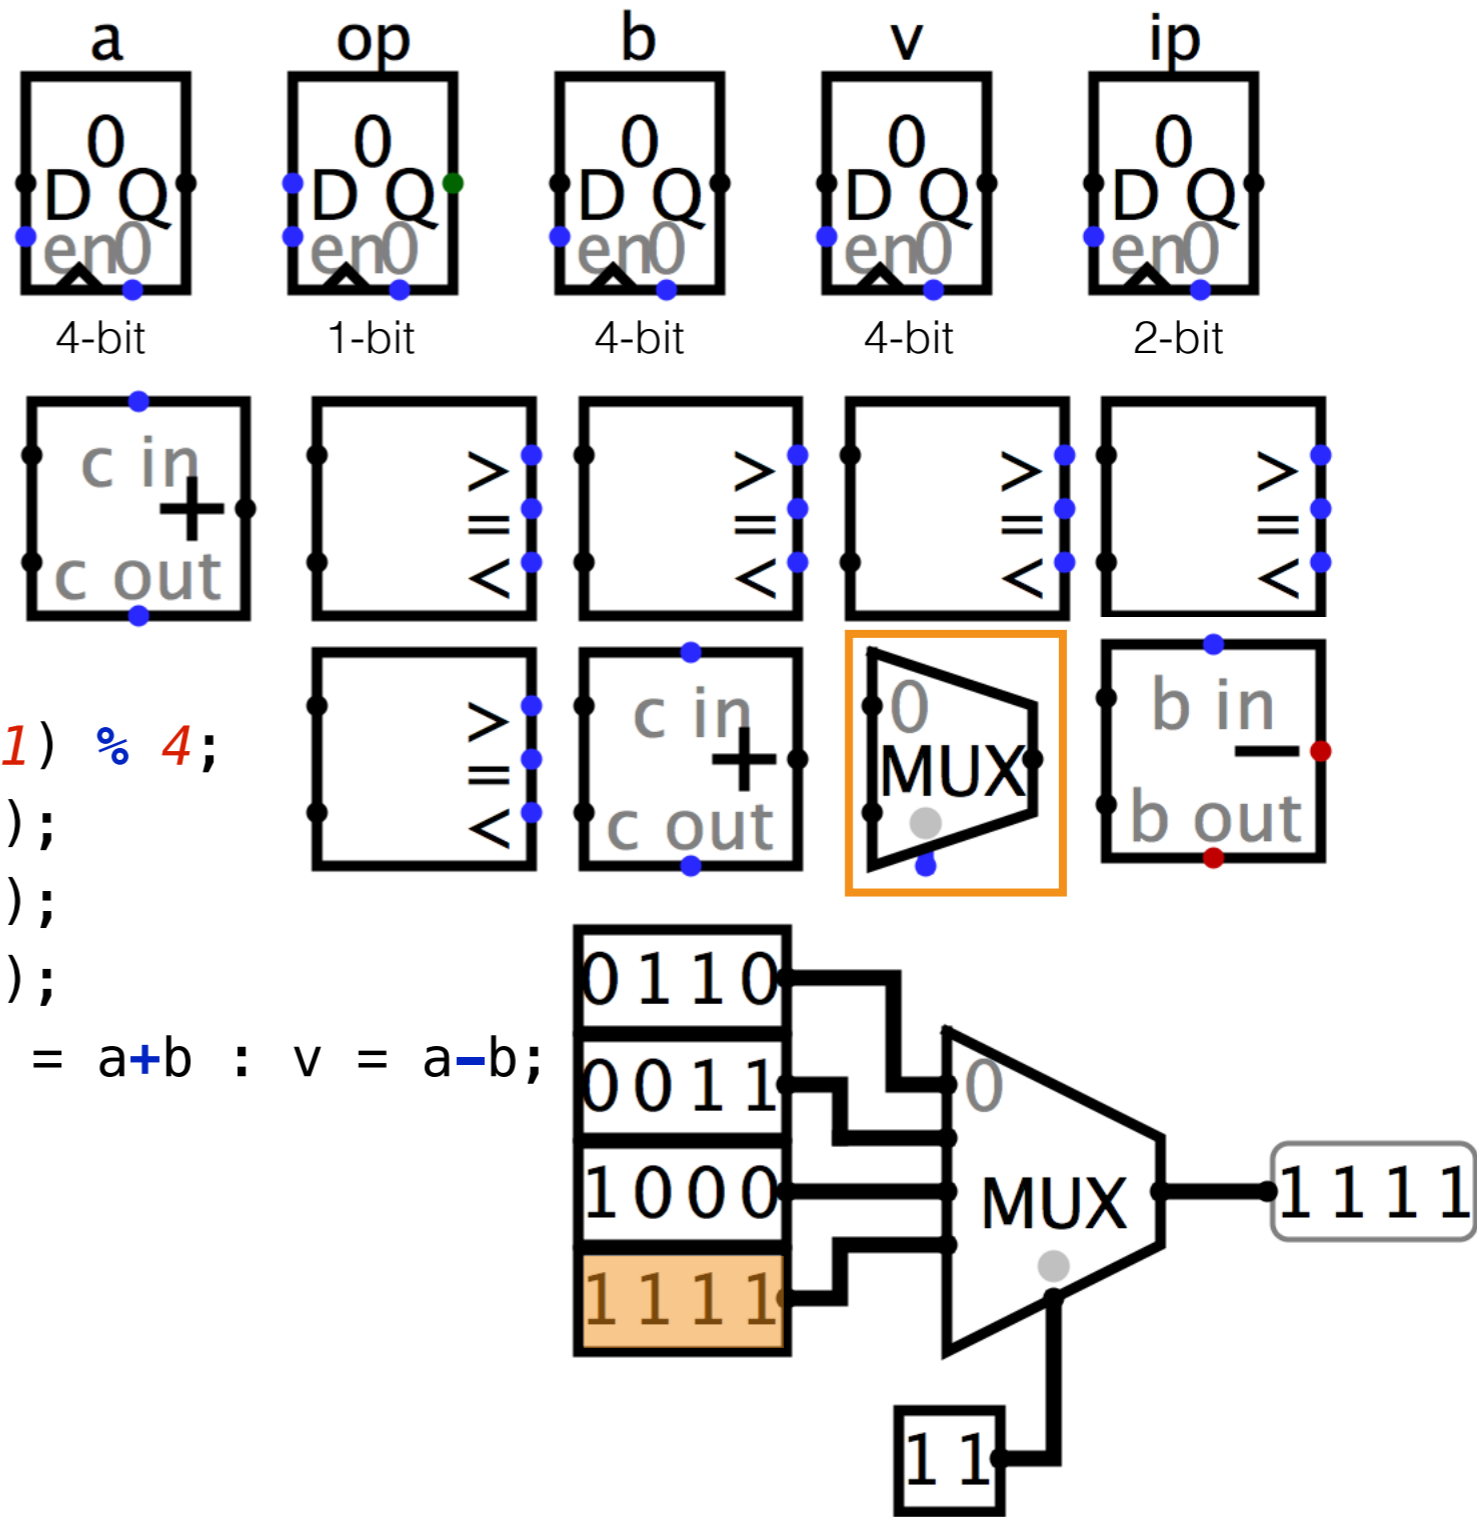 a op b v ip
0 0 0 0 0
D Q D Q D Q D Q D Q
en0 en0 en0 en0 en0
4-bit 1-bit 4-bit 4-bit 2-bit
c in > > > >
+ = = = =
c out < < < <
> c in 0 b in
1) % 4; = + MUX −
); < c out b out
);
0110
);
= a+b : v = a-b;
0011 0
1000 MUX 1111
1111
11